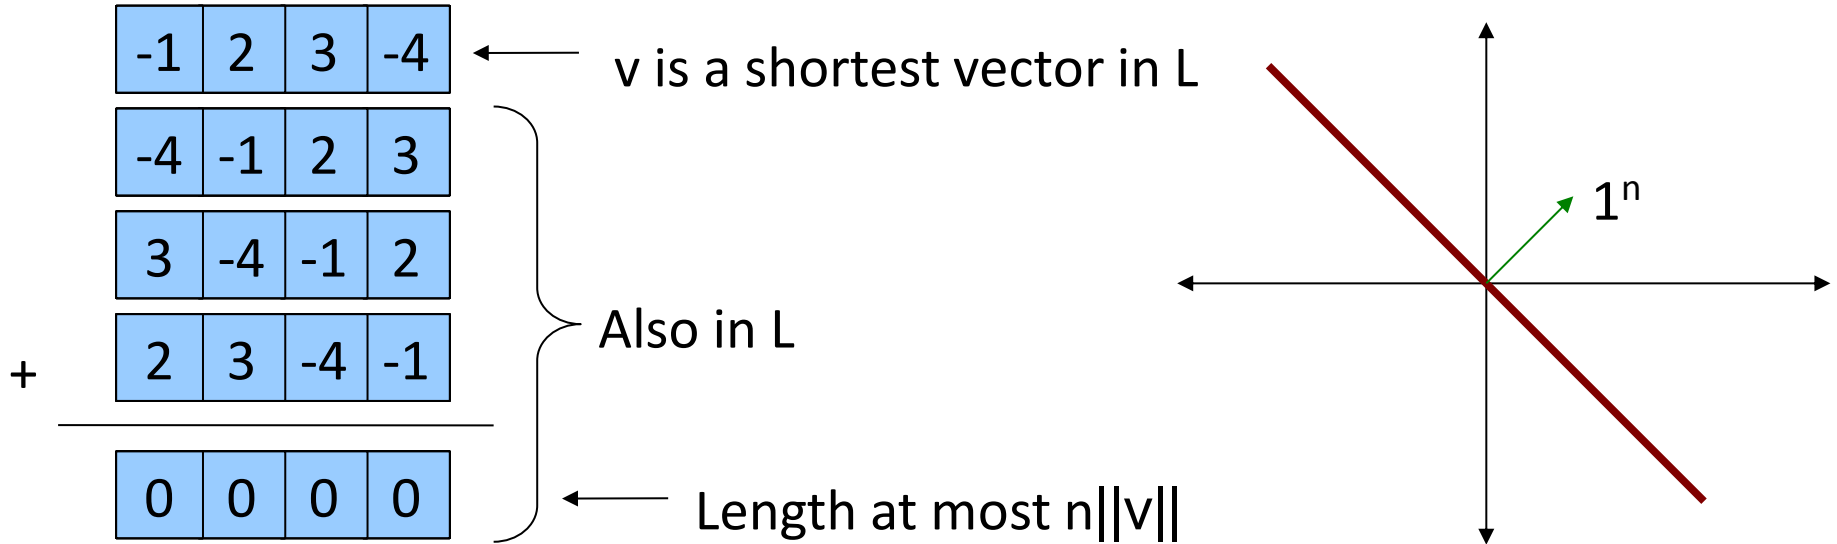 -1 2 3 -4
v is a shortest vector in L
-4 -1 2 3
3 -4 -1 2
1ⁿ
Also in L
2 3 -4 -1
+
0 0 0 0
Length at most n||v||